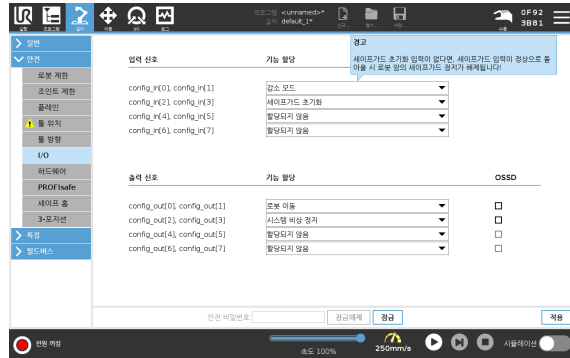 프로그램 <unnamed>*
설치 default_1*
0F92
3B81
실행
프로그램
설치
이동
I/O
로그
수동
일반
안전
로봇 제한
조인트 제한
플레인
툴 위치
툴 방향
I/O
하드웨어
PROFIsafe
세이프 홈
3-포지션
특징
필드버스
경고
세이프가드 초기화 입력이 없다면, 세이프가드 입력이 정상으로 돌
아올 시 로봇 암의 세이프가드 정지가 해제됩니다!
입력 신호 기능 할당
config_in[0], config_in[1] 감소 모드
config_in[2], config_in[3] 세이프가드 초기화
config_in[4], config_in[5] 할당되지 않음
config_in[6], config_in[7] 할당되지 않음
출력 신호 기능 할당 OSSD
config_out[0], config_out[1] 로봇 이동
config_out[2], config_out[3] 시스템 비상 정지
config_out[4], config_out[5] 할당되지 않음
config_out[6], config_out[7] 할당되지 않음
안전 비밀번호 잠금해제 잠금 적용
전원 꺼짐
속도 100%
250mm/s
시뮬레이션